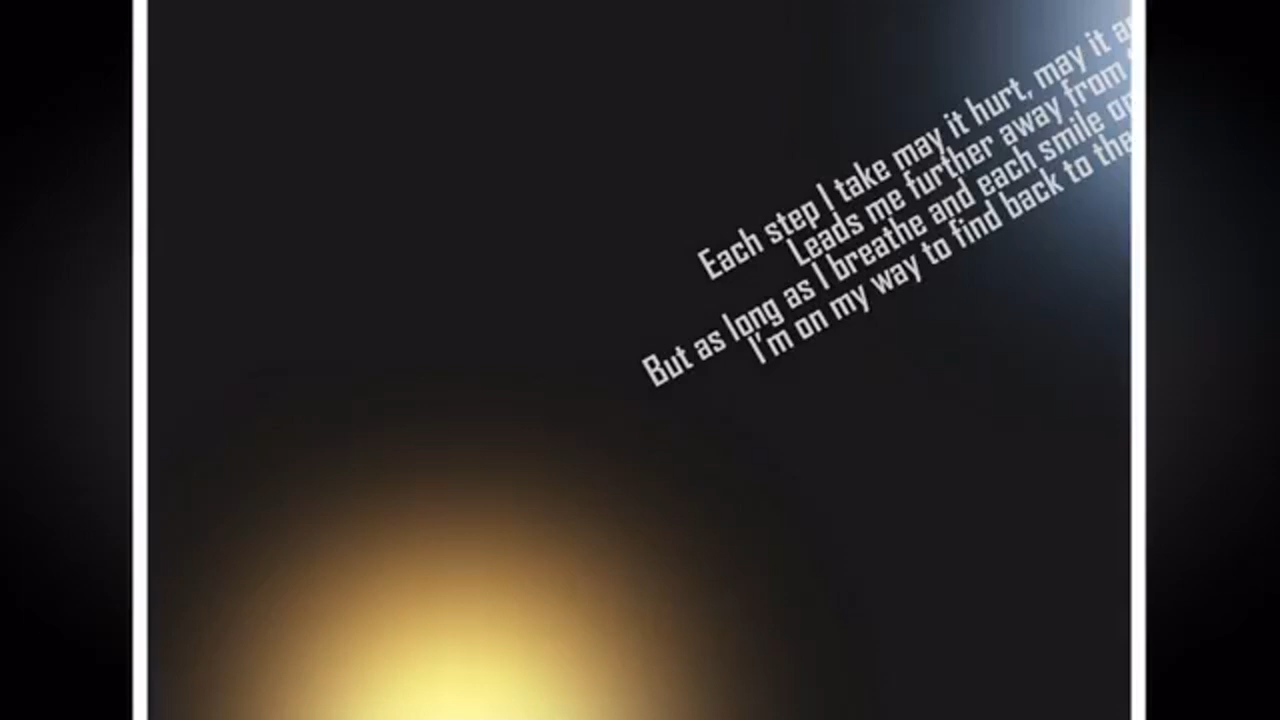 Each step I take may it hurt, may it
Leads me further away from
But as long as I breathe and each smile
I'm on my way to find back to the